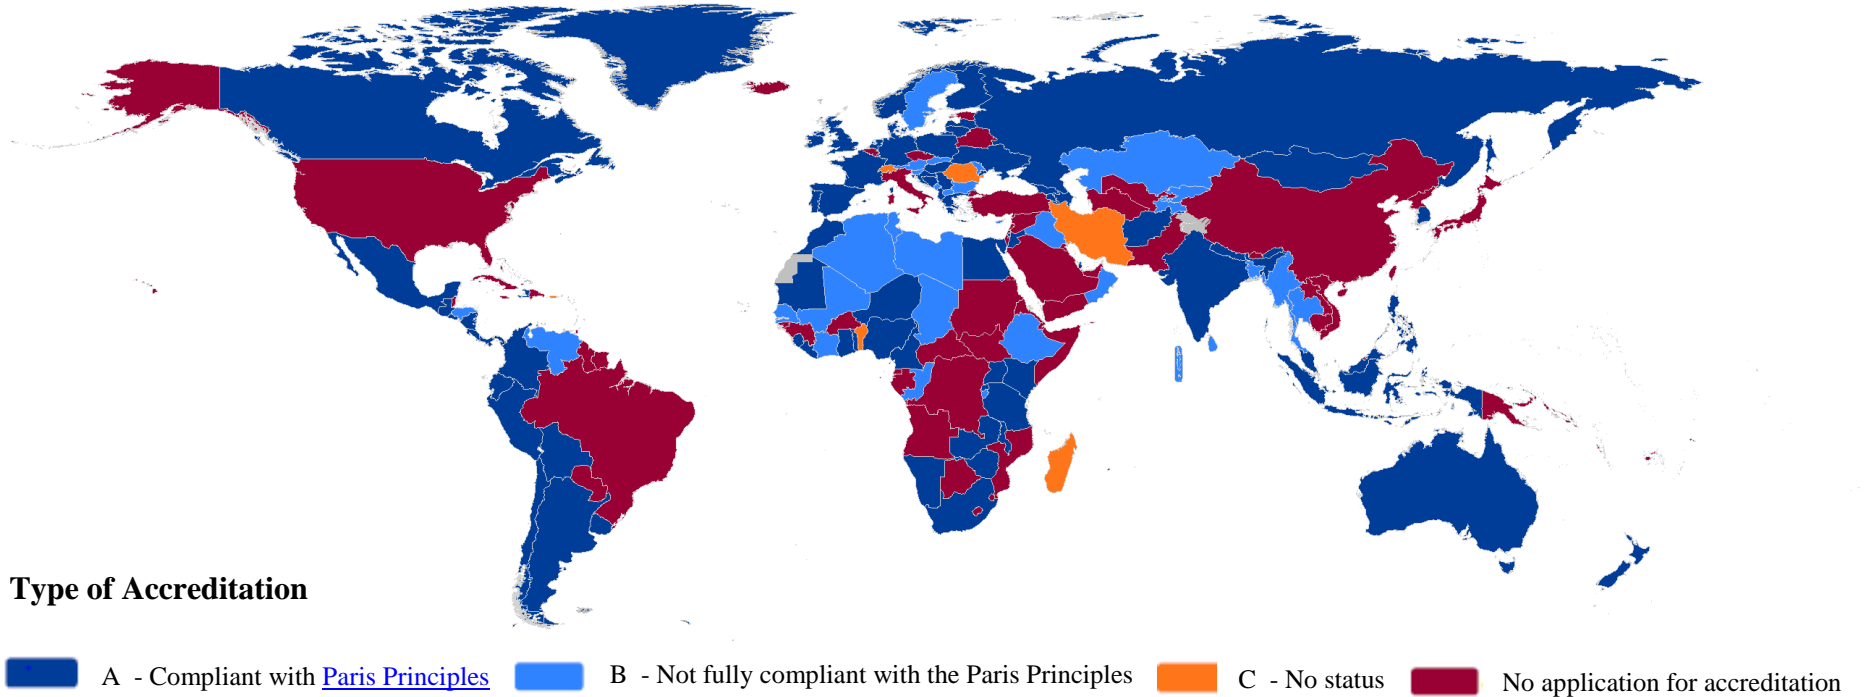 Type of Accreditation
A - Compliant with Paris Principles
B - Not fully compliant with the Paris Principles
C - No status
No application for accreditation